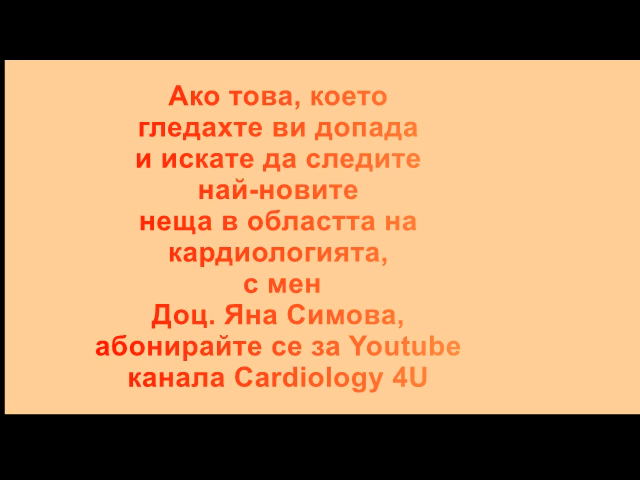 Ако това, което
гледахте ви допада
и искате да следите
най-новите
неща в областта на
кардиологията,
с мен
Доц. Яна Симова,
абонирайте се за Youtube
канала Cardiology 4U